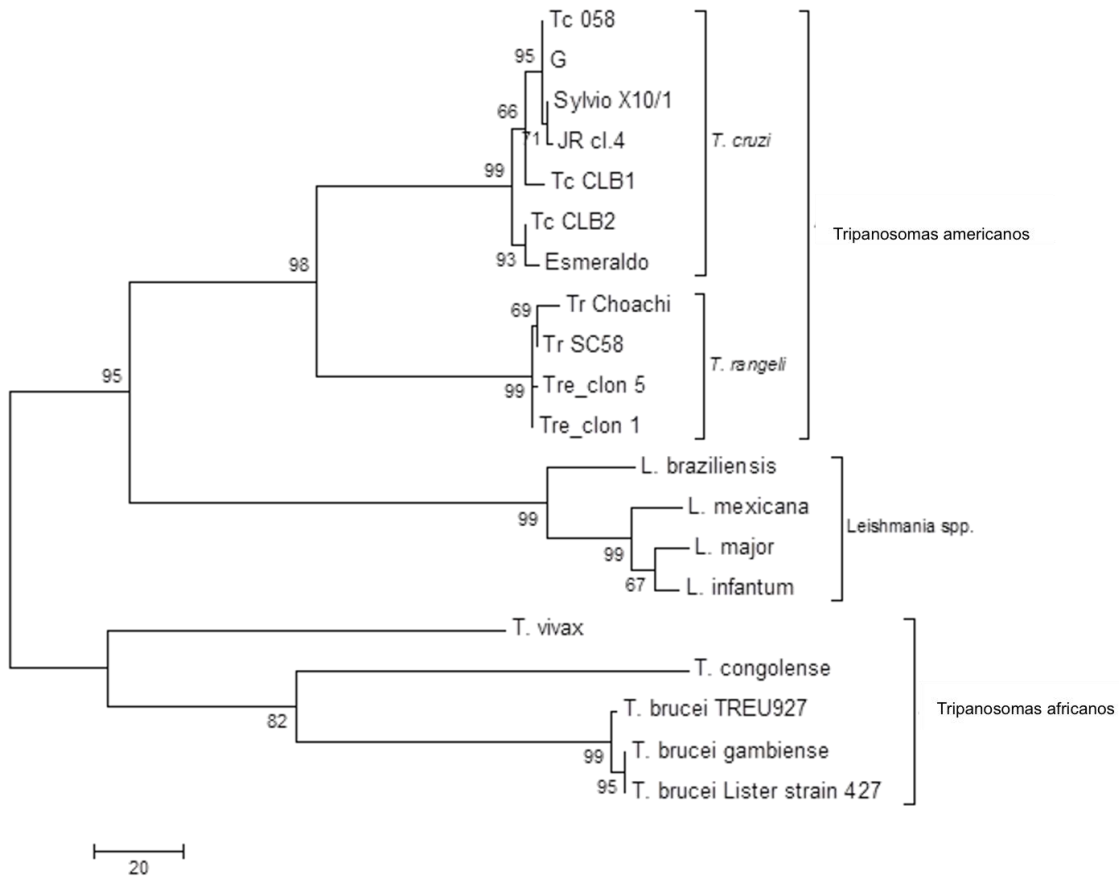 Tc 058
95
G
Sylvio X10/1
66
71
JR cl.4
T. cruzi
99
Tc CLB1
Tc CLB2
Tripanosomas americanos
93
Esmeraldo
98
Tr Choachi
69
Tr SC58
T. rangeli
95
99
Tre_clon 5
Tre_clon 1
L. braziliensis
L. mexicana
99
Leishmania spp.
99
L. major
67
L. infantum
T. vivax
T. congolense
82
T. brucei TREU927
Tripanosomas africanos
99
T. brucei gambiense
95
T. brucei Lister strain 427
20